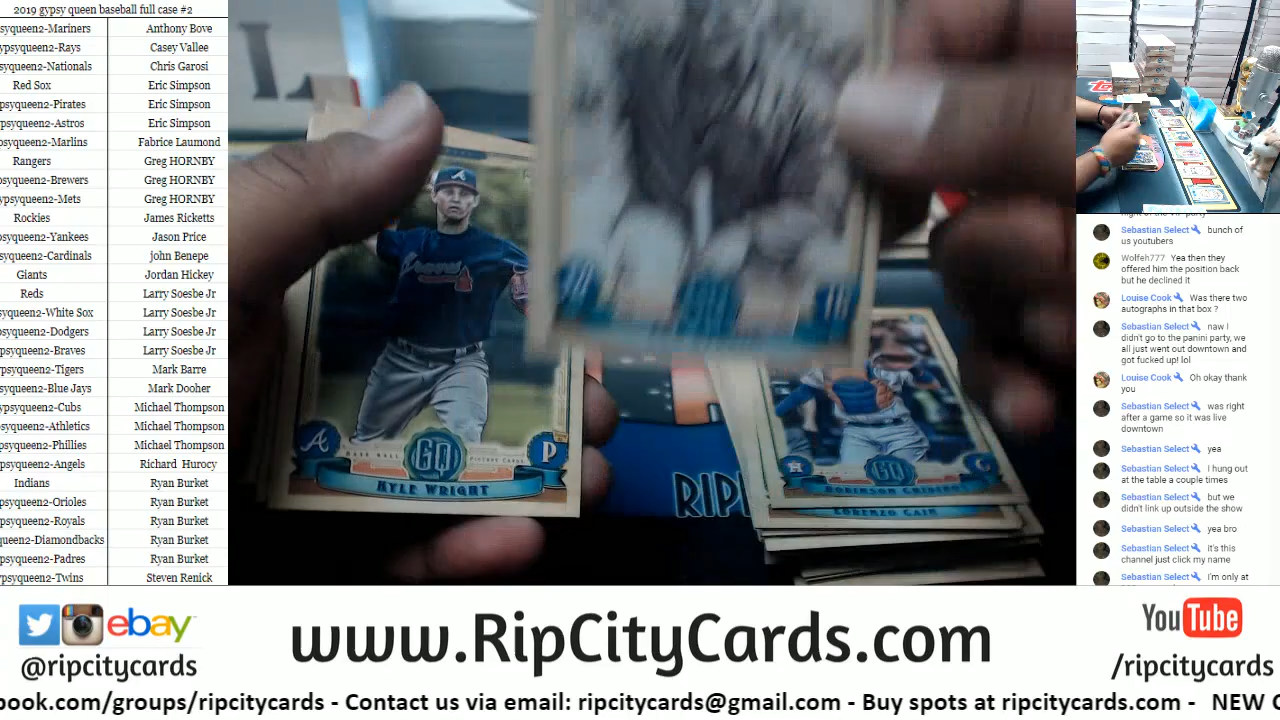 2019 gypsy queen baseball full case #2
psyqueen2-Mariners Anthony Bove
ypsyqueen2-Rays Casey Vallee
psyqueen2-Nationals Chris Garosi
Red Sox Eric Simpson
psyqueen2-Pirates Eric Simpson
psyqueen2-Astros Eric Simpson
psyqueen2-Marlins Fabrice Laumond
Rangers Greg HORNBY
psyqueen2-Brewers Greg HORNBY
ypsyqueen2-Mets Greg HORNBY
Rockies James Ricketts
psyqueen2-Yankees Jason Price
psyqueen2-Cardinals john Benepe
Giants Jordan Hickey
Reds Larry Soesbe Jr
psyqueen2-White Sox Larry Soesbe Jr
psyqueen2-Dodgers Larry Soesbe Jr
psyqueen2-Braves Larry Soesbe Jr
psyqueen2-Tigers Mark Barre
psyqueen2-Blue Jays Mark Dooher
ypsyqueen2-Cubs Michael Thompson
psyqueen2-Athletics Michael Thompson
psyqueen2-Phillies Michael Thompson
psyqueen2-Angels Richard Hurocy
Indians Ryan Burket
psyqueen2-Orioles Ryan Burket
psyqueen2-Royals Ryan Burket
queen2-Diamondbacks Ryan Burket
psyqueen2-Padres Ryan Burket
psyqueen2-Twins Steven Renick
Braves
A
GQ
P
KYLE WRIGHT
H
GQ
ROBINSON CHIRINOS
LORENZO CAIN
RIP
Sebastian Select bunch of
us youtubers
Wolfeh777 Yea then they
offered him the position back
but he declined it
Louise Cook Was there two
autographs in that box ?
Sebastian Select naw I
didn't go to the panini party, we
all just went out downtown and
got fucked up! lol
Louise Cook Oh okay thank
you
Sebastian Select was right
after a game so it was live
downtown
Sebastian Select yea
Sebastian Select I hung out
at the table a couple times
Sebastian Select but we
didn't link up outside the show
Sebastian Select yea bro
Sebastian Select it's this
channel just click my name
Sebastian Select I'm only at
ebay
@ripcitycards
www.RipCityCards.com
YouTube
/ripcitycards
book.com/groups/ripcitycards - Contact us via email: ripcitycards@gmail.com - Buy spots at ripcitycards.com - NEW